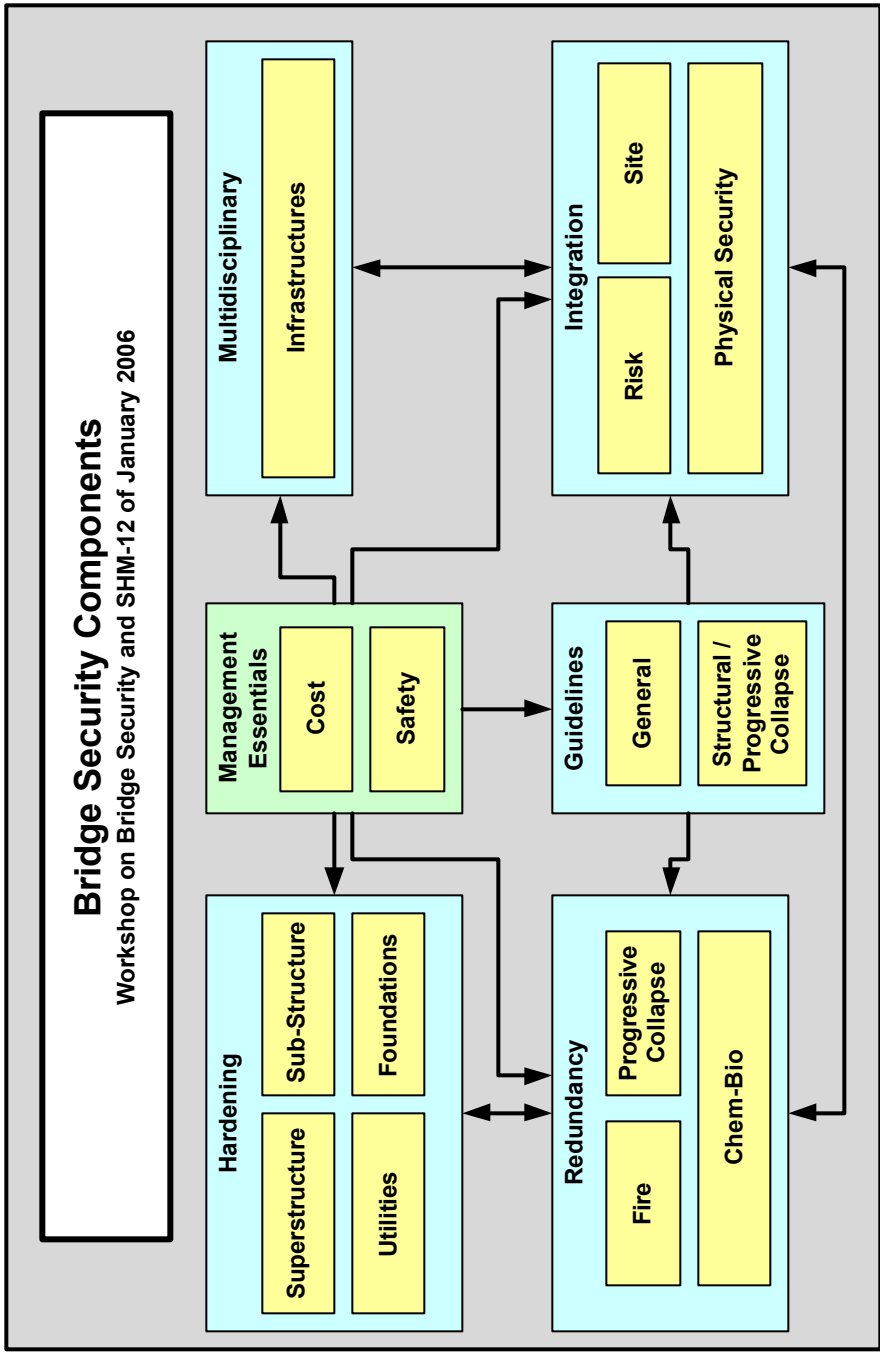 Bridge Security Components
Workshop on Bridge Security and SHM-12 of January 2006
Hardening
Superstructure
Sub-Structure
Utilities
Foundations
Management
Essentials
Cost
Safety
Multidisciplinary
Infrastructures
Redundancy
Fire
Progressive
Collapse
Chem-Bio
Guidelines
General
Structural /
Progressive
Collapse
Integration
Risk
Site
Physical Security